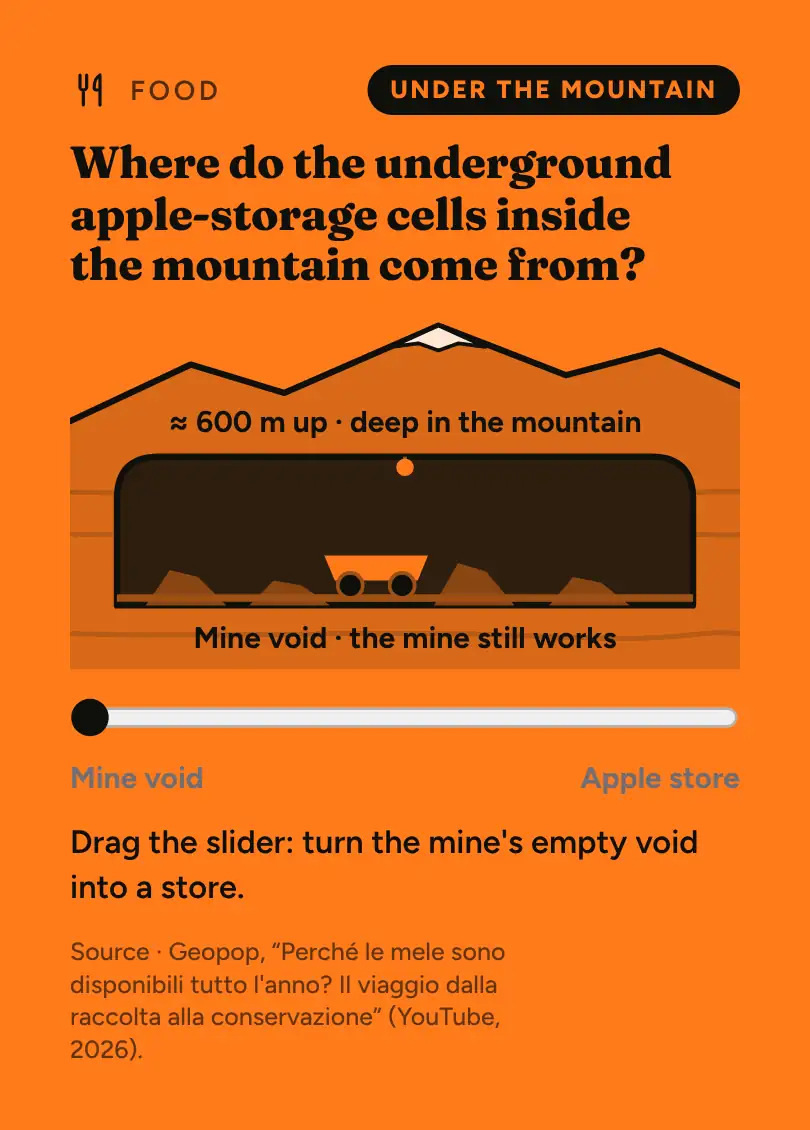 FOOD
UNDER THE MOUNTAIN
Where do the underground
apple-storage cells inside
the mountain come from?
≈ 600 m up · deep in the mountain
Mine void · the mine still works
Mine void
Apple store
Drag the slider: turn the mine's empty void
into a store.
Source · Geopop, “Perché le mele sono
disponibili tutto l'anno? Il viaggio dalla
raccolta alla conservazione” (YouTube,
2026).